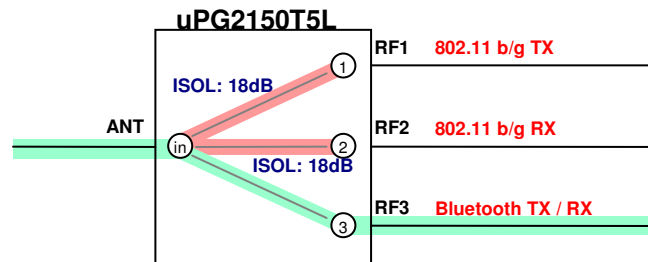 uPG2150T5L
RF1 802.11 b/g TX
1
ISOL: 18dB
ANT
in
RF2 802.11 b/g RX
2
ISOL: 18dB
RF3 Bluetooth TX / RX
3